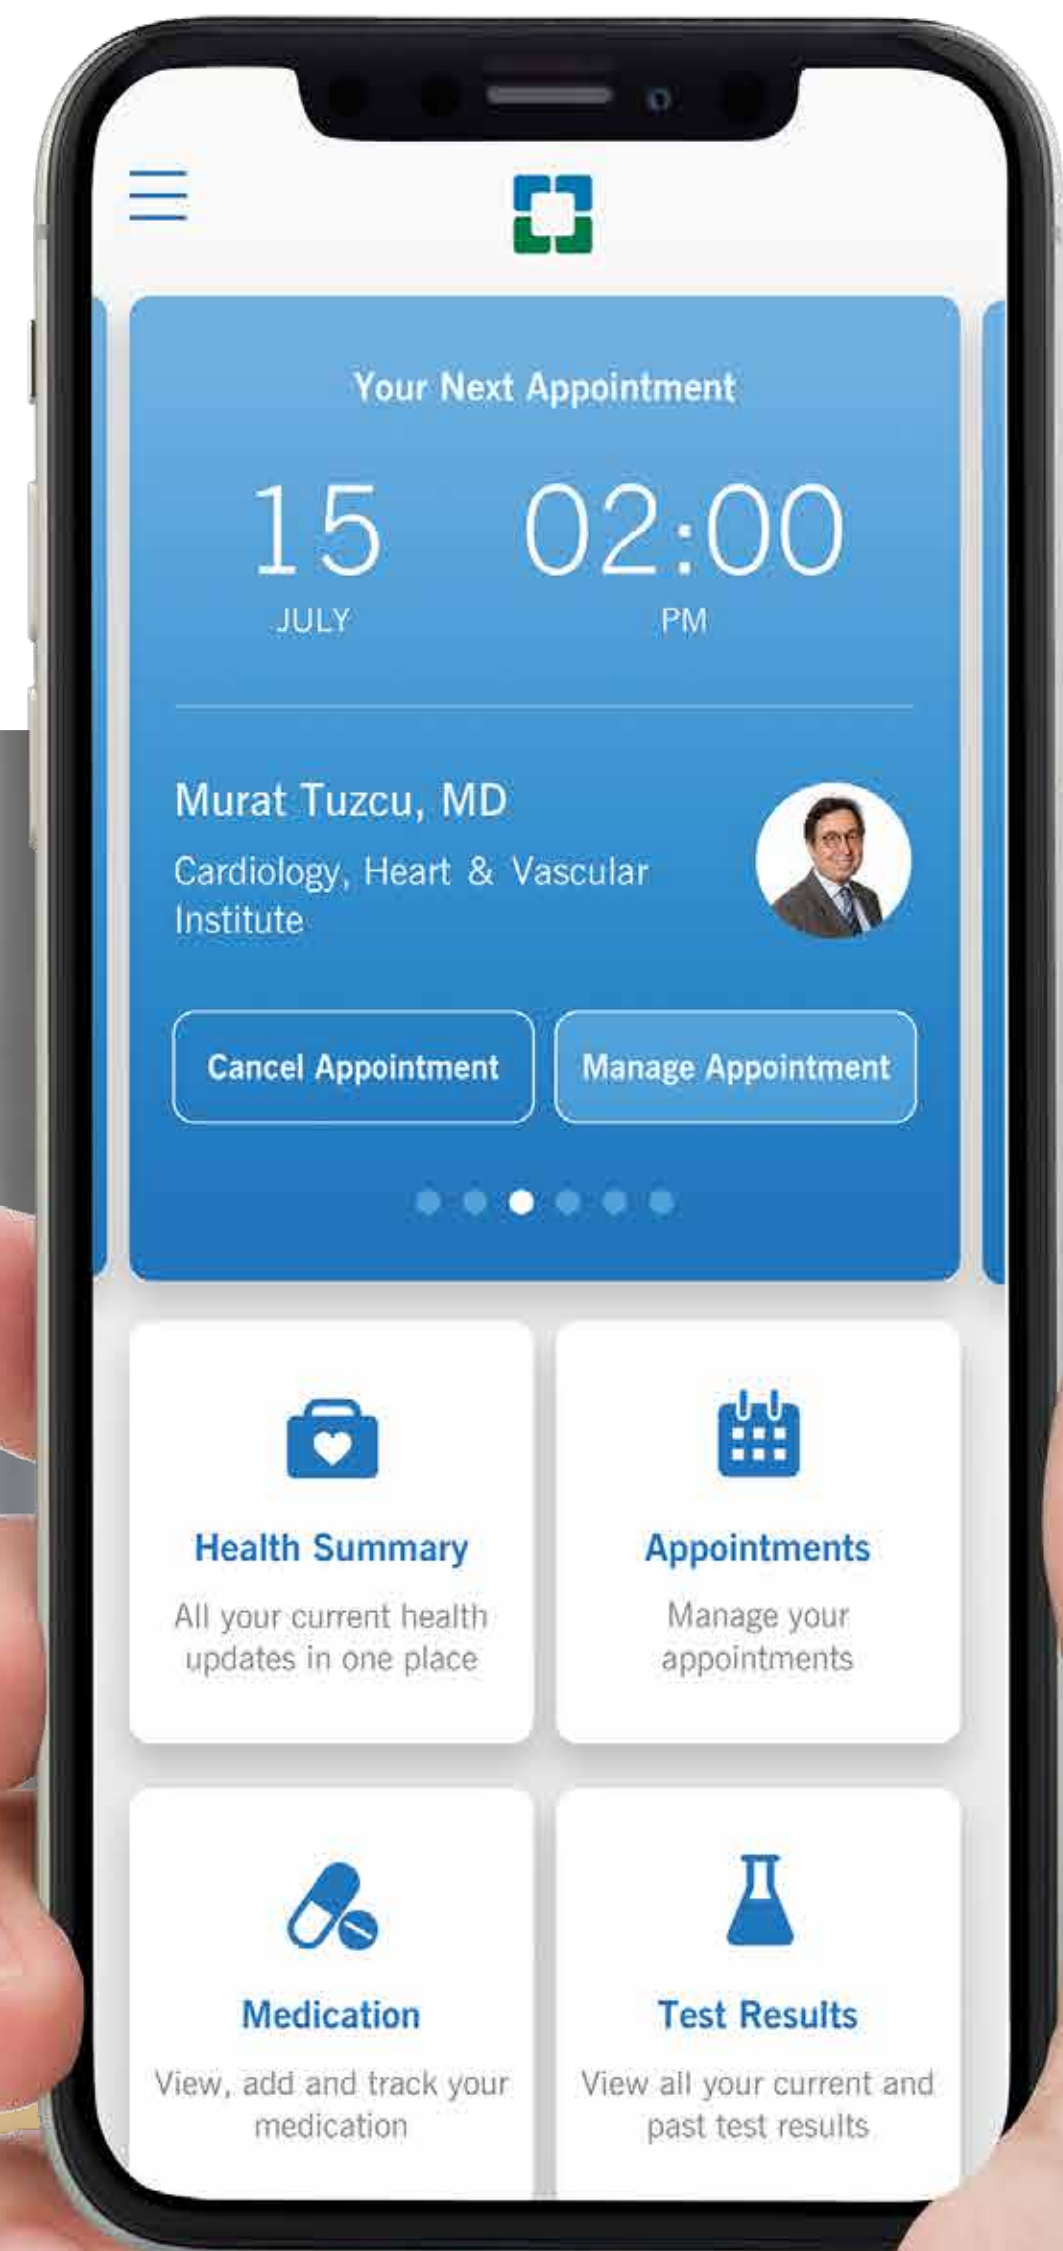 Your Next Appointment
15 02:00
JULY PM
Murat Tuzcu, MD
Cardiology, Heart & Vascular
Institute
Cancel Appointment Manage Appointment
Health Summary Appointments
All your current health
updates in one place
Manage your
appointments
Medication Test Results
View, add and track your
medication
View all your current and
past test results